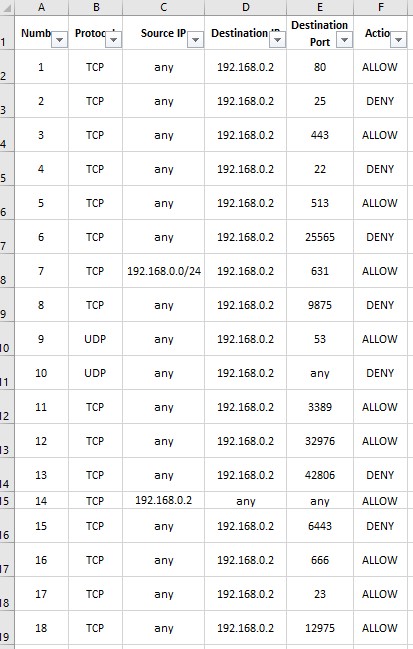 A B C D E F
1 Numb Protoc Source IP Destination IP Destination Port Actio
2 1 TCP any 192.168.0.2 80 ALLOW
3 2 TCP any 192.168.0.2 25 DENY
4 3 TCP any 192.168.0.2 443 ALLOW
5 4 TCP any 192.168.0.2 22 DENY
6 5 TCP any 192.168.0.2 513 ALLOW
7 6 TCP any 192.168.0.2 25565 DENY
8 7 TCP 192.168.0.0/24 192.168.0.2 631 ALLOW
9 8 TCP any 192.168.0.2 9875 DENY
10 9 UDP any 192.168.0.2 53 ALLOW
11 10 UDP any 192.168.0.2 any DENY
12 11 TCP any 192.168.0.2 3389 ALLOW
13 12 TCP any 192.168.0.2 32976 ALLOW
14 13 TCP any 192.168.0.2 42806 DENY
15 14 TCP 192.168.0.2 any any ALLOW
16 15 TCP any 192.168.0.2 6443 DENY
17 16 TCP any 192.168.0.2 666 ALLOW
18 17 TCP any 192.168.0.2 23 ALLOW
19 18 TCP any 192.168.0.2 12975 ALLOW